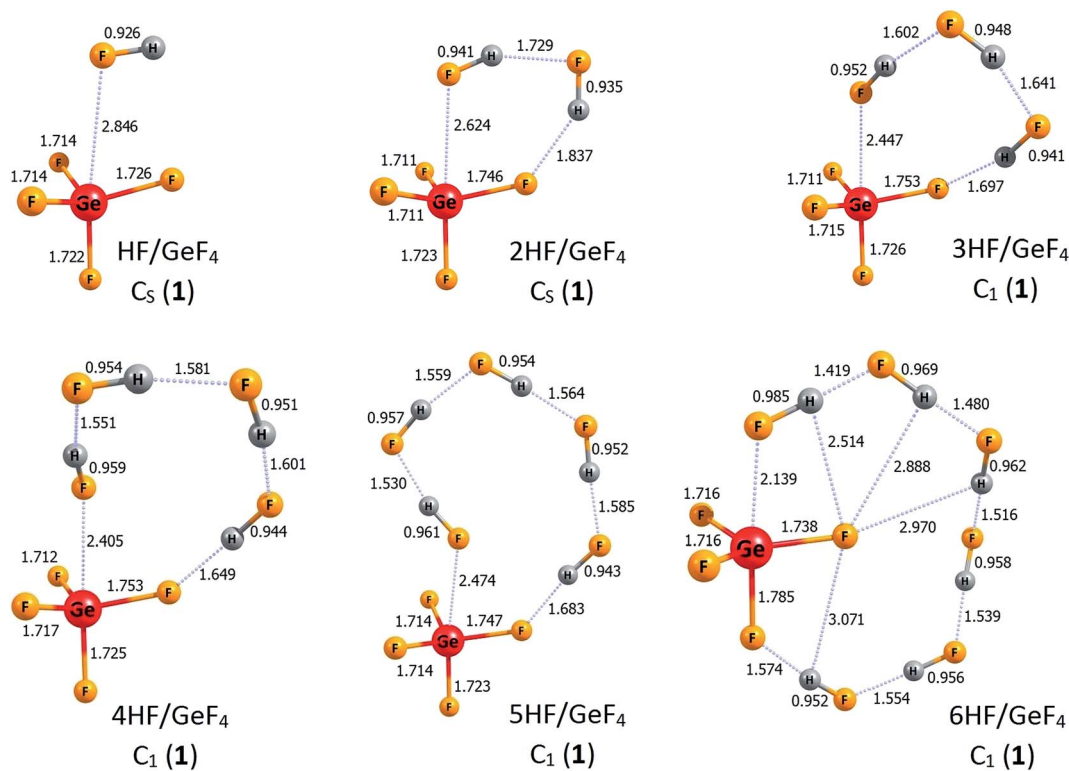 0.926
F
H
2.846
1.714
F
1.714
F
Ge
1.726
F
1.722
F
HF/GeF₄
Cₛ (1)
0.941
H
1.729
F
F
0.935
H
2.624
1.837
1.711
F
1.746
F
F
Ge
1.711
1.723
F
2HF/GeF₄
Cₛ (1)
F
0.948
1.602
H
H
0.952
F
1.641
F
2.447
H
0.941
1.711
F
1.753
F
1.697
F
Ge
1.715
1.726
F
3HF/GeF₄
C₁ (1)
0.954
H
1.581
F
F
0.951
1.551
H
H
0.959
F
1.601
F
H
0.944
2.405
1.649
1.712
F
1.753
F
F
Ge
1.717
1.725
F
4HF/GeF₄
C₁ (1)
F
0.954
1.559
H
1.564
0.957
H
F
F
0.952
H
1.530
H
1.585
0.961
F
F
H
0.943
2.474
1.683
F
1.714
1.747
F
F
Ge
1.714
1.723
F
5HF/GeF₄
C₁ (1)
1.419
F
0.969
0.985
H
H
F
1.480
F
2.514
2.888
0.962
H
2.139
1.716
F
1.738
F
2.970
1.516
F
1.716
F
Ge
0.958
H
1.785
3.071
1.539
F
F
H
1.574
H
0.956
0.952
F
1.554
6HF/GeF₄
C₁ (1)